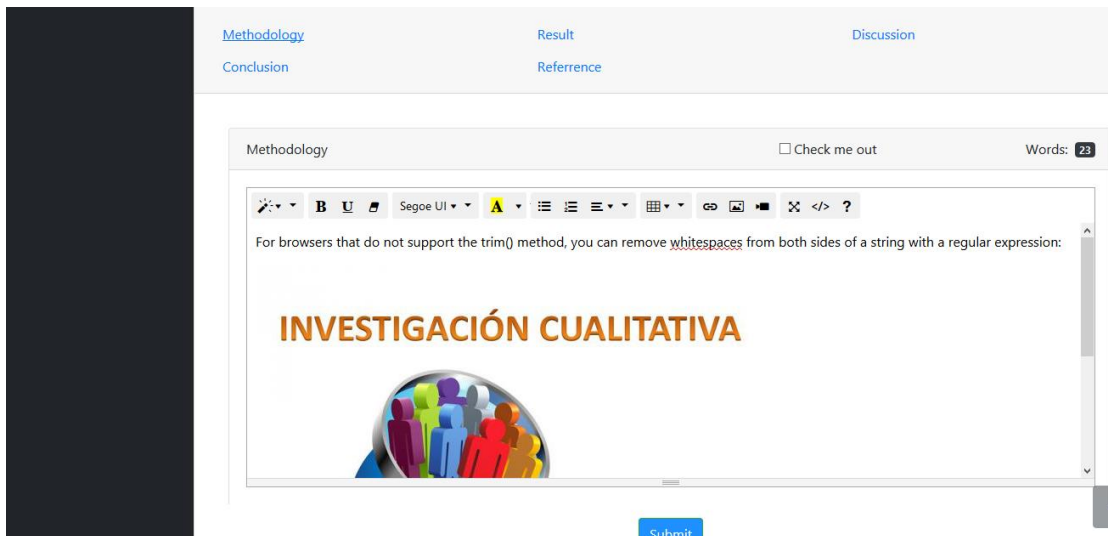 Methodology Result Discussion
Conclusion Referrence
Methodology Check me out Words: 23
B U Segoe UI A </> ?
For browsers that do not support the trim() method, you can remove whitespaces from both sides of a string with a regular expression:
INVESTIGACIÓN CUALITATIVA
Submit